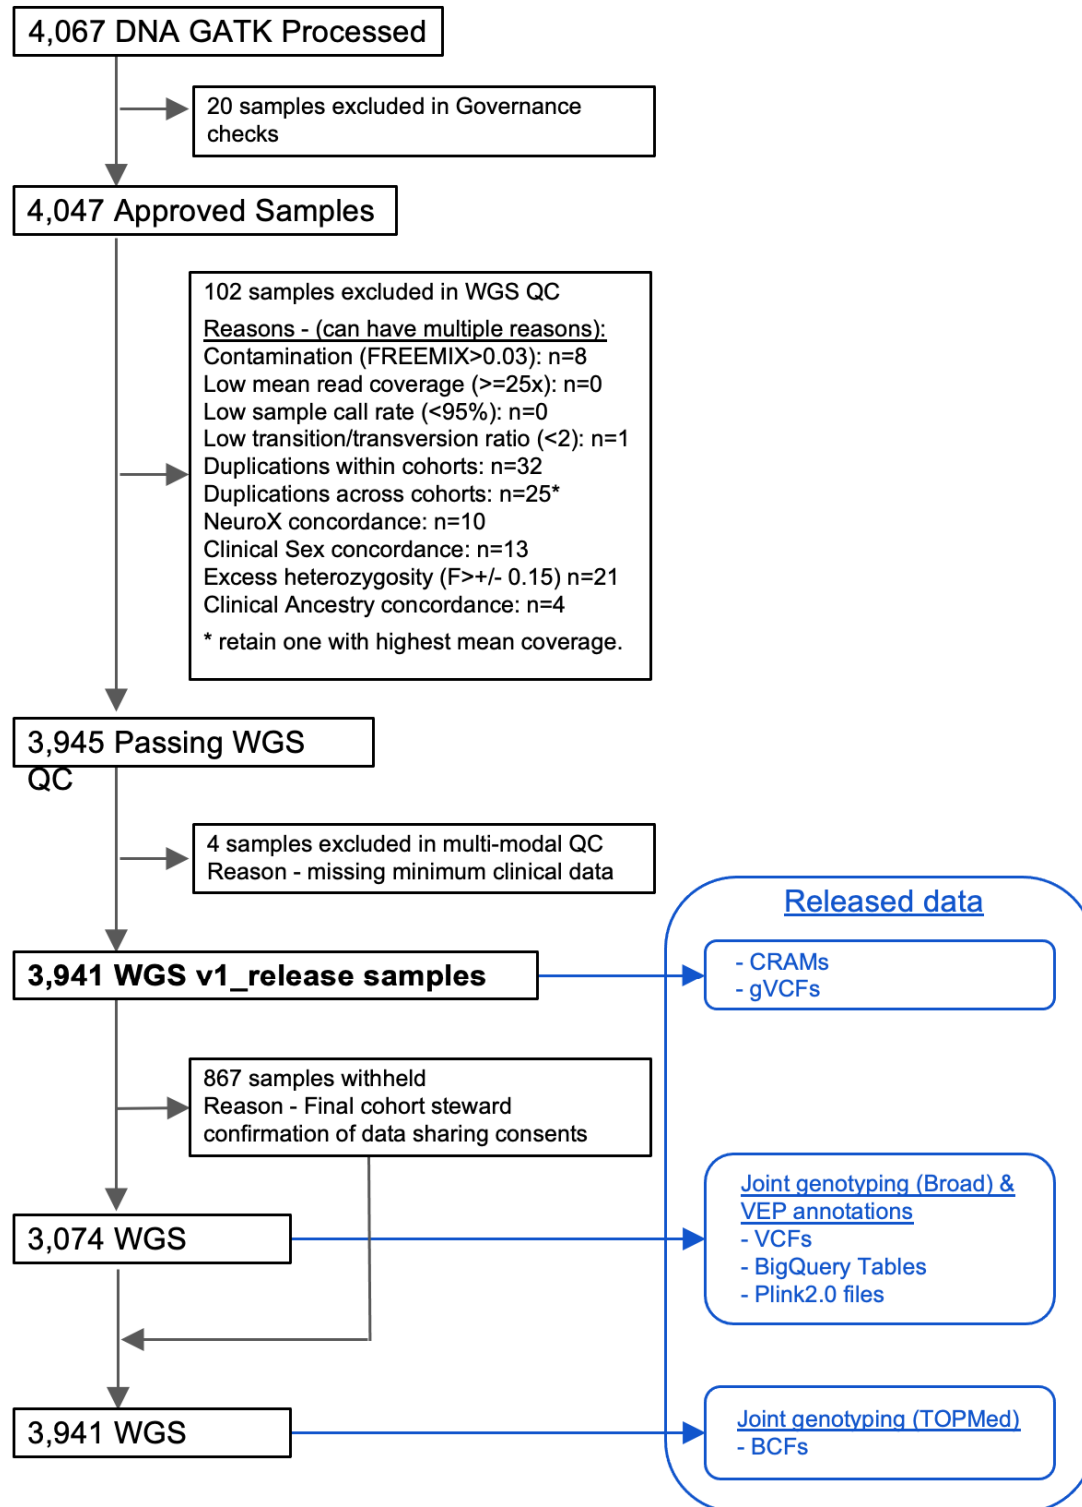 4,067 DNA GATK Processed
20 samples excluded in Governance
checks
4,047 Approved Samples
102 samples excluded in WGS QC
Reasons - (can have multiple reasons):
Contamination (FREEMIX>0.03): n=8
Low mean read coverage (>=25x): n=0
Low sample call rate (<95%): n=0
Low transition/transversion ratio (<2): n=1
Duplications within cohorts: n=32
Duplications across cohorts: n=25*
NeuroX concordance: n=10
Clinical Sex concordance: n=13
Excess heterozygosity (F>+/- 0.15) n=21
Clinical Ancestry concordance: n=4
* retain one with highest mean coverage.
3,945 Passing WGS
QC
4 samples excluded in multi-modal QC
Reason - missing minimum clinical data
Released data
3,941 WGS v1_release samples
- CRAMs
- gVCFs
867 samples withheld
Reason - Final cohort steward
confirmation of data sharing consents
3,074 WGS
Joint genotyping (Broad) &
VEP annotations
- VCFs
- BigQuery Tables
- Plink2.0 files
3,941 WGS
Joint genotyping (TOPMed)
- BCFs